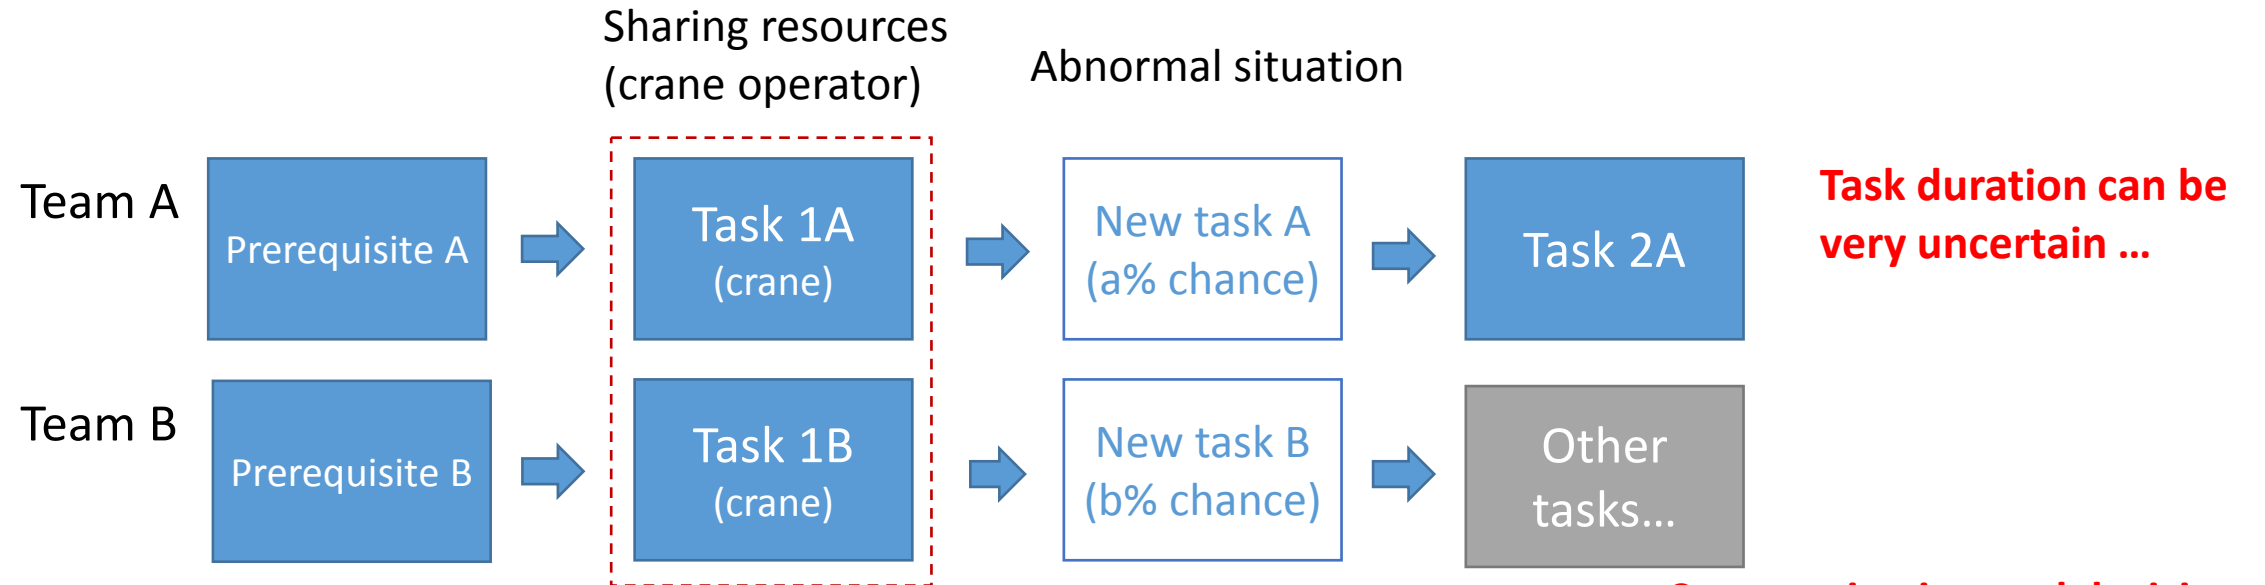 Sharing resources
(crane operator)
Abnormal situation
Team A
Prerequisite A
Task 1A
(crane)
New task A
(a% chance)
Task 2A
Task duration can be
very uncertain ...
Team B
Prerequisite B
Task 1B
(crane)
New task B
(b% chance)
Other
tasks...